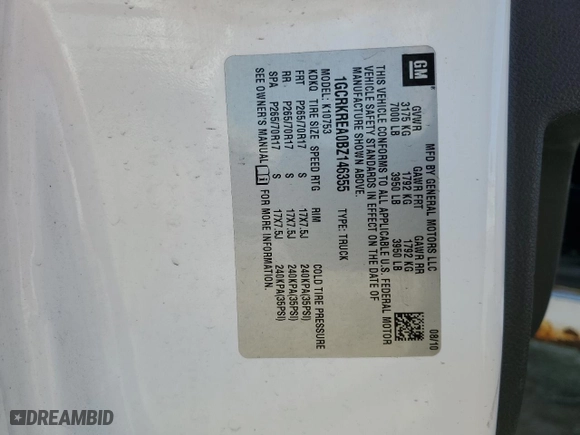 GM
MFD BY GENERAL MOTORS LLC 08/10
GVWR GAWR FRT GAWR RR
3175 KG 1792 KG 1792 KG
7000 LB 3950 LB 3950 LB
THIS VEHICLE CONFORMS TO ALL APPLICABLE U.S. FEDERAL MOTOR
VEHICLE SAFETY STANDARDS IN EFFECT ON THE DATE OF
MANUFACTURE SHOWN ABOVE.
1GCRKREA0BZ146355 TYPE: TRUCK
MODEL: K10753
KDKQ TIRE SIZE SPEED RTG RIM COLD TIRE PRESSURE
FRT P265/70R17 S 17X7.5J 240KPA(35PSI)
RR P265/70R17 S 17X7.5J 240KPA(35PSI)
SPA P265/70R17 S 17X7.5J 240KPA(35PSI)
SEE OWNER'S MANUAL FOR MORE INFORMATION.
DREAMBID